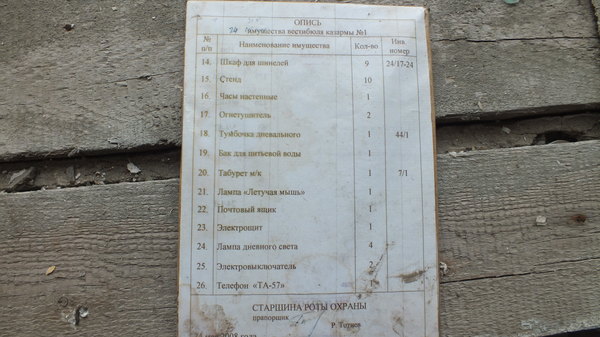 ОПИСЬ
имущества вестибюля казармы №1
№ п/п Наименование имущества Кол-во Инв. номер
14. Шкаф для шинелей 9 24/17-24
15. Стенд 10
16. Часы настенные 1
17. Огнетушитель 2
18. Тумбочка дневального 1 44/1
19. Бак для питьевой воды 1
20. Табурет м/к 1 7/1
21. Лампа «Летучая мышь» 1
22. Почтовый ящик 1
23. Электрощит 1
24. Лампа дневного света 4
25. Электровыключатель 2
26. Телефон «ТА-57»
СТАРШИНА РОТЫ ОХРАНЫ
прапорщик Р.
2008 года